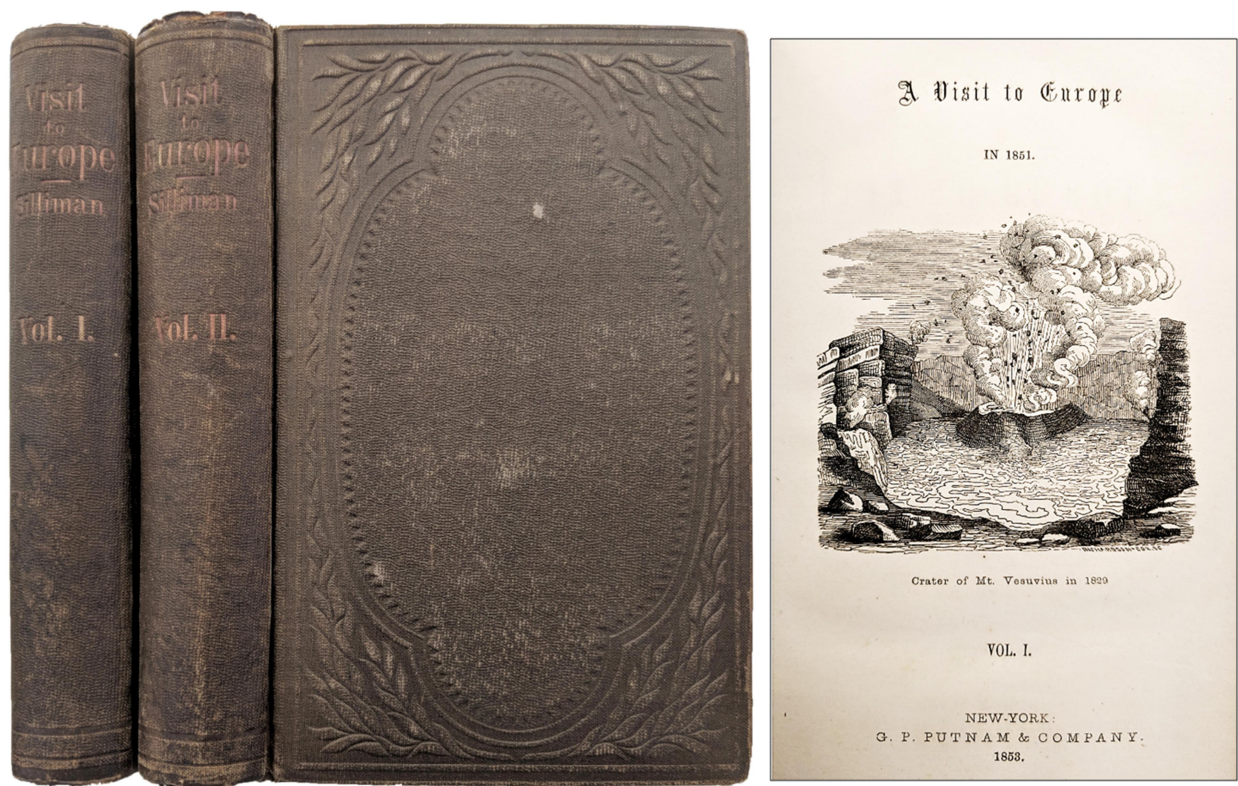 Visit
to
Europe
Silliman
Vol. I.
Visit
to
Europe
Silliman
Vol. II.
A Visit to Europe
IN 1851.
Crater of Mt. Vesuvius in 1829
VOL. I.
NEW-YORK:
G. P. PUTNAM & COMPANY.
1853.